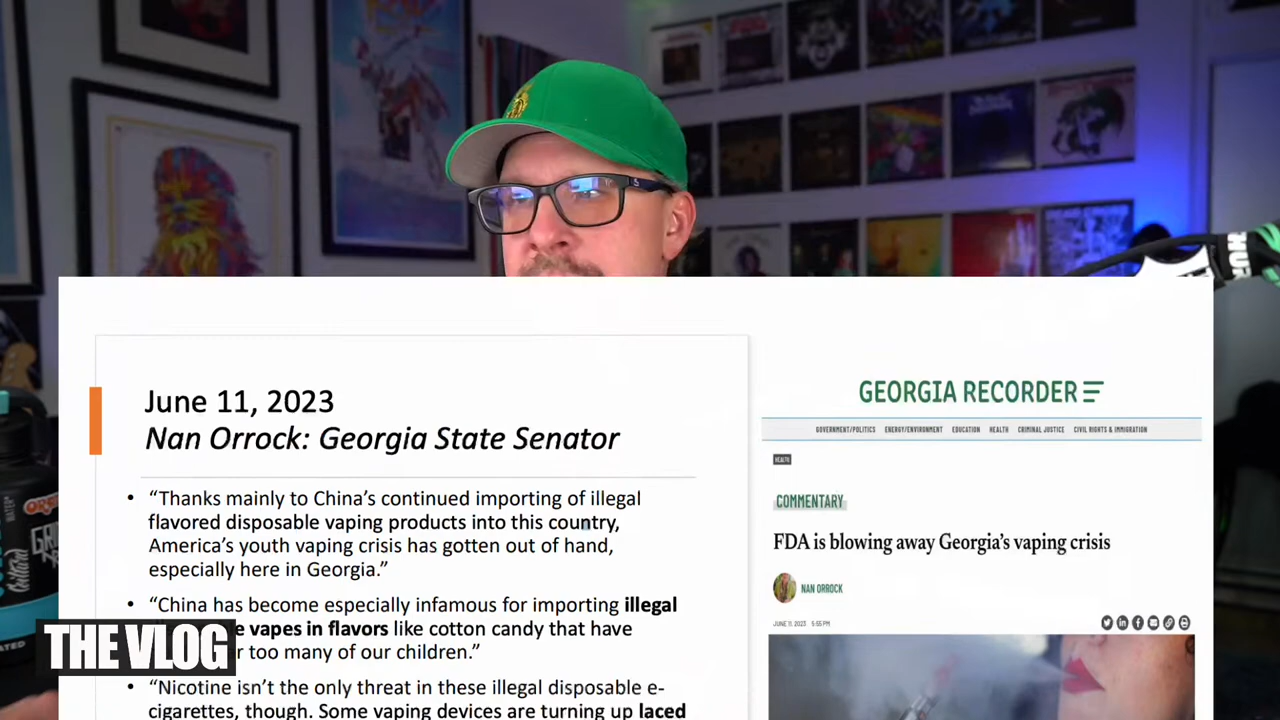 June 11, 2023
Nan Orrock: Georgia State Senator
• “Thanks mainly to China’s continued importing of illegal
flavored disposable vaping products into this country,
America’s youth vaping crisis has gotten out of hand,
especially here in Georgia.”
• “China has become especially infamous for importing illegal
vapes in flavors like cotton candy that have
too many of our children.”
• “Nicotine isn’t the only threat in these illegal disposable e-
cigarettes, though. Some vaping devices are turning up laced
GEORGIA RECORDER
GOVERNMENT/POLITICS ENERGY/ENVIRONMENT EDUCATION HEALTH CRIMINAL JUSTICE CIVIL RIGHTS & IMMIGRATION
HEALTH
COMMENTARY
FDA is blowing away Georgia’s vaping crisis
NAN ORROCK
JUNE 11, 2023 5:55 PM
THE VLOG